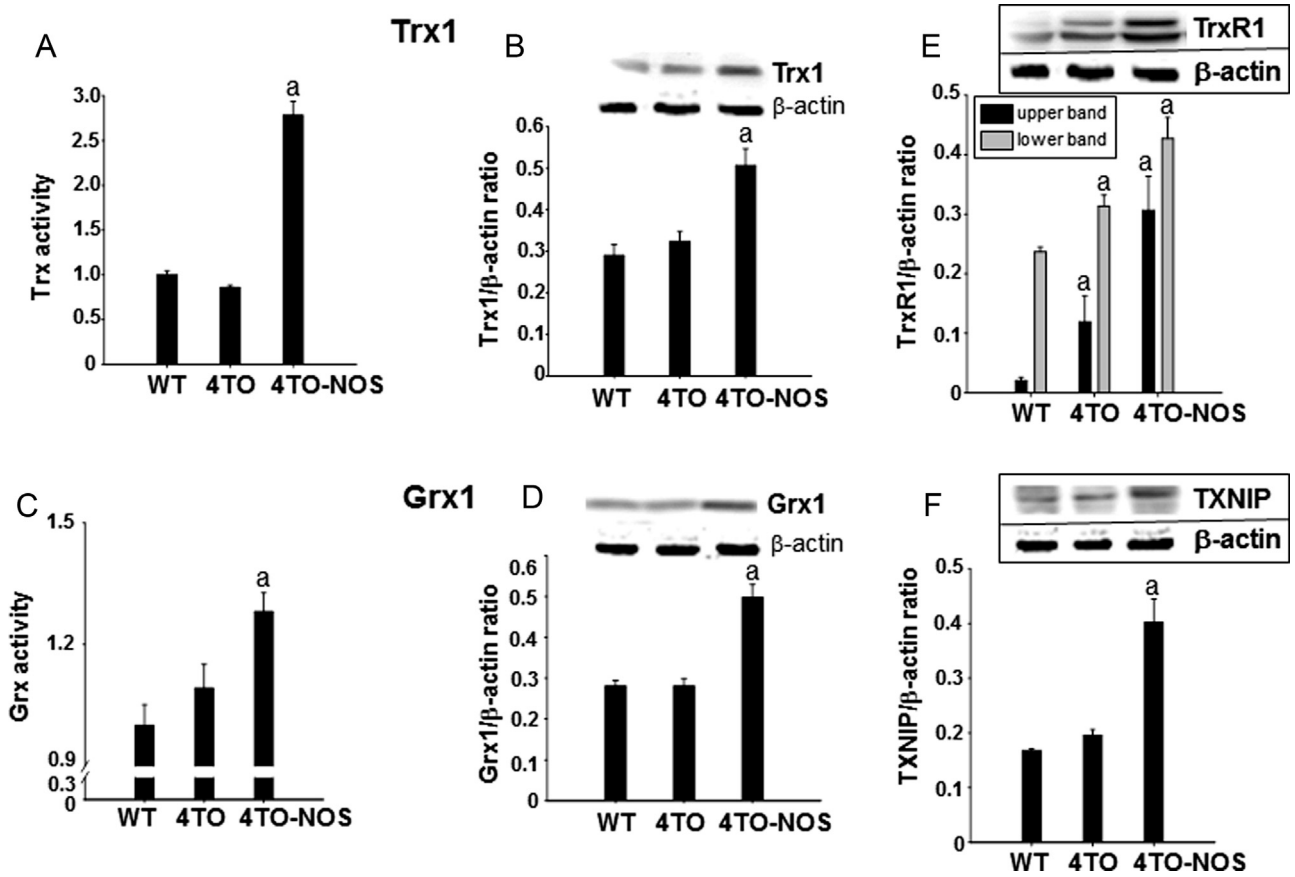 Trx1
A
Trx activity
3.0
2.5
2.0
1.5
1.0
0.5
0
a
WT 4TO 4TO-NOS
B
Trx1
β-actin
Trx1/β-actin ratio
0.6
0.5
0.4
0.3
0.2
0.1
0
a
WT 4TO 4TO-NOS
E
TrxR1
β-actin
TrxR1/β-actin ratio
0.5
0.4
0.3
0.2
0.1
0
upper band
lower band
a
a
a
a
WT 4TO 4TO-NOS
Grx1
C
Grx activity
1.5
1.2
0.9
0.3
0
a
WT 4TO 4TO-NOS
D
Grx1
β-actin
Grx1/β-actin ratio
0.6
0.5
0.4
0.3
0.2
0.1
0
a
WT 4TO 4TO-NOS
F
TXNIP
β-actin
TXNIP/β-actin ratio
0.5
0.4
0.3
0.2
0.1
0
a
WT 4TO 4TO-NOS